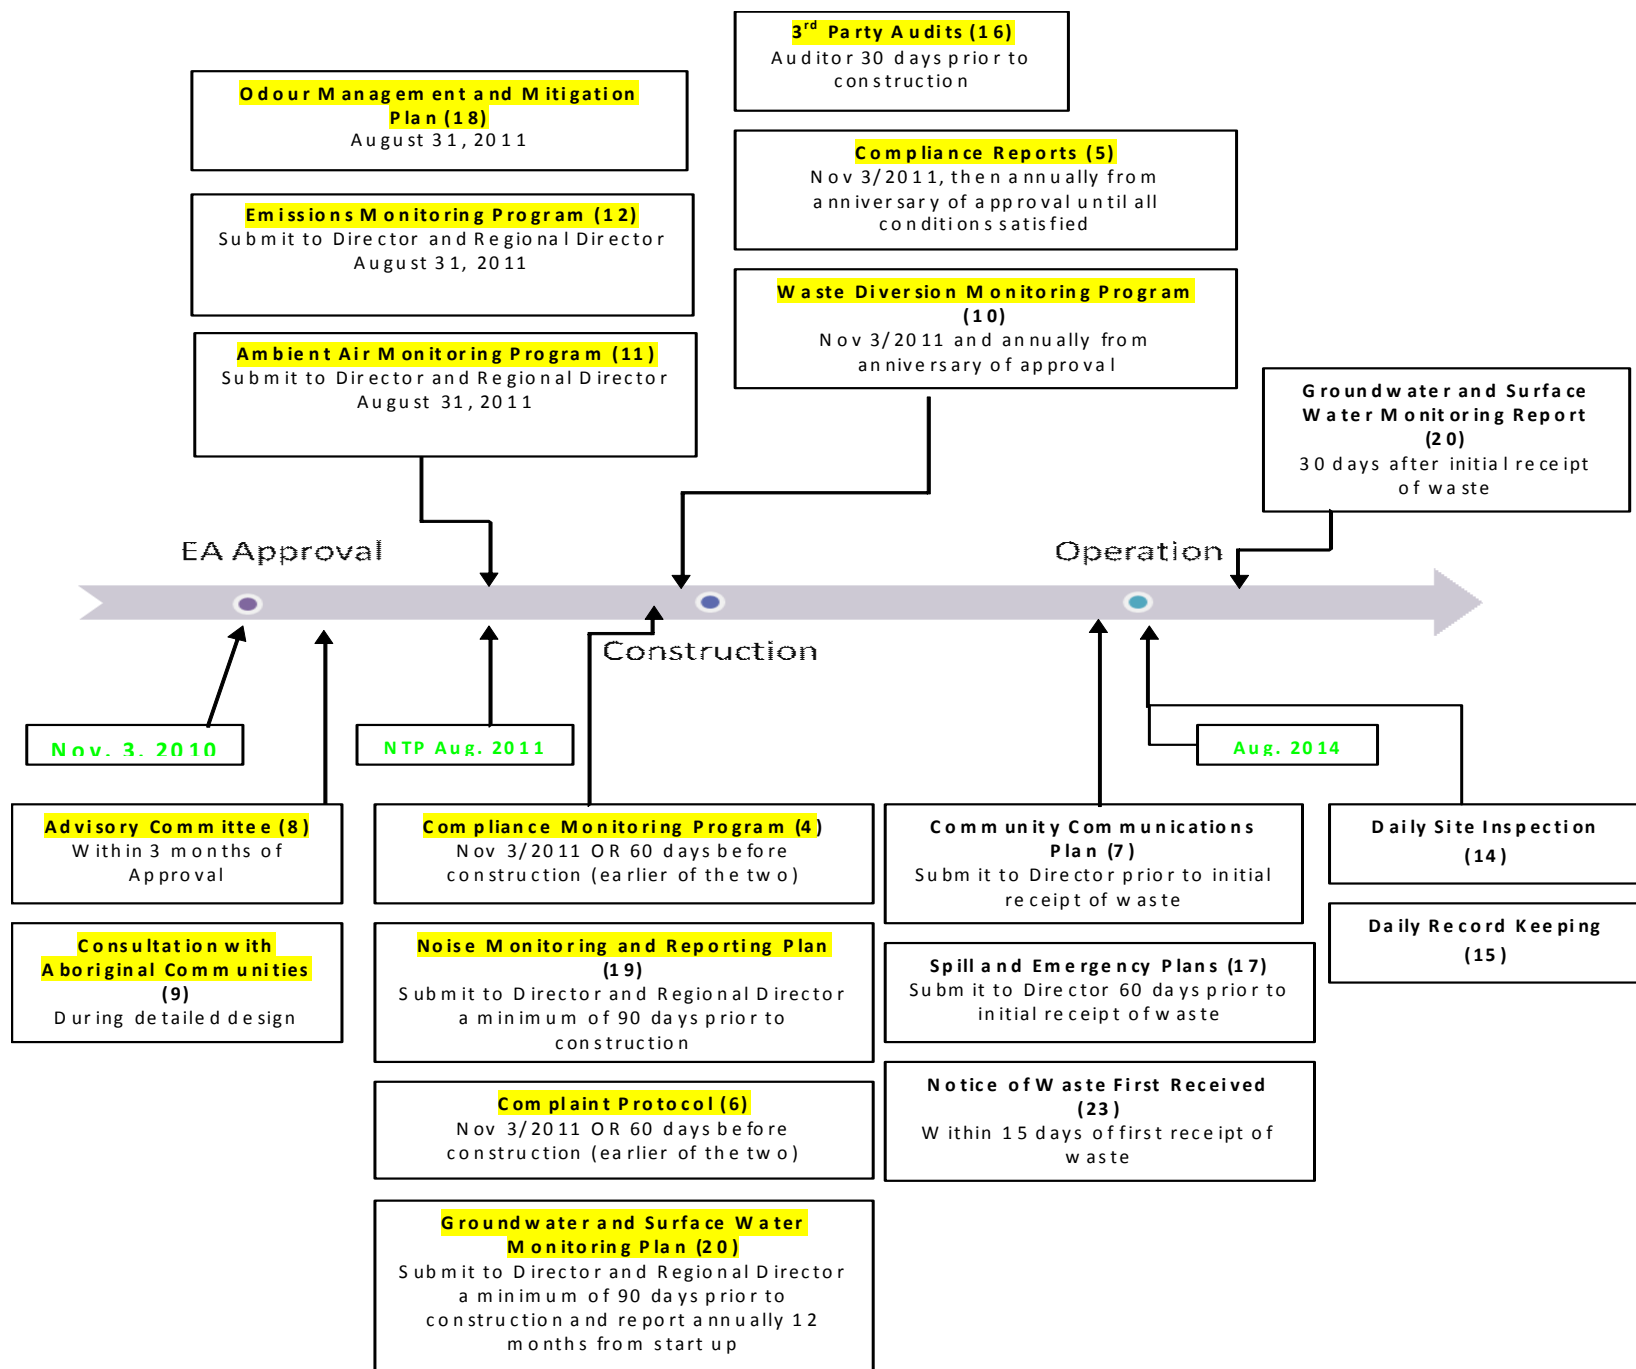 3rd Party Audits (16)
Auditor 30 days prior to
construction
Odour Management and Mitigation
Plan (18)
August 31, 2011
Compliance Reports (5)
Nov 3/2011, then annually from
anniversary of approval until all
conditions satisfied
Emissions Monitoring Program (12)
Submit to Director and Regional Director
August 31, 2011
Waste Diversion Monitoring Program
(10)
Nov 3/2011 and annually from
anniversary of approval
Ambient Air Monitoring Program (11)
Submit to Director and Regional Director
August 31, 2011
Groundwater and Surface
Water Monitoring Report
(20)
30 days after initial receipt
of waste
EA Approval
Operation
Construction
Nov. 3. 2010
NTP Aug. 2011
Aug. 2014
Advisory Committee (8)
Within 3 months of
Approval
Consultation with
Aboriginal Communities
(9)
During detailed design
Compliance Monitoring Program (4)
Nov 3/2011 OR 60 days before
construction (earlier of the two)
Noise Monitoring and Reporting Plan
(19)
Submit to Director and Regional Director
a minimum of 90 days prior to
construction
Complaint Protocol (6)
Nov 3/2011 OR 60 days before
construction (earlier of the two)
Groundwater and Surface Water
Monitoring Plan (20)
Submit to Director and Regional Director
a minimum of 90 days prior to
construction and report annually 12
months from start up
Community Communications
Plan (7)
Submit to Director prior to initial
receipt of waste
Spill and Emergency Plans (17)
Submit to Director 60 days prior to
initial receipt of waste
Notice of Waste First Received
(23)
Within 15 days of first receipt of
waste
Daily Site Inspection
(14)
Daily Record Keeping
(15)